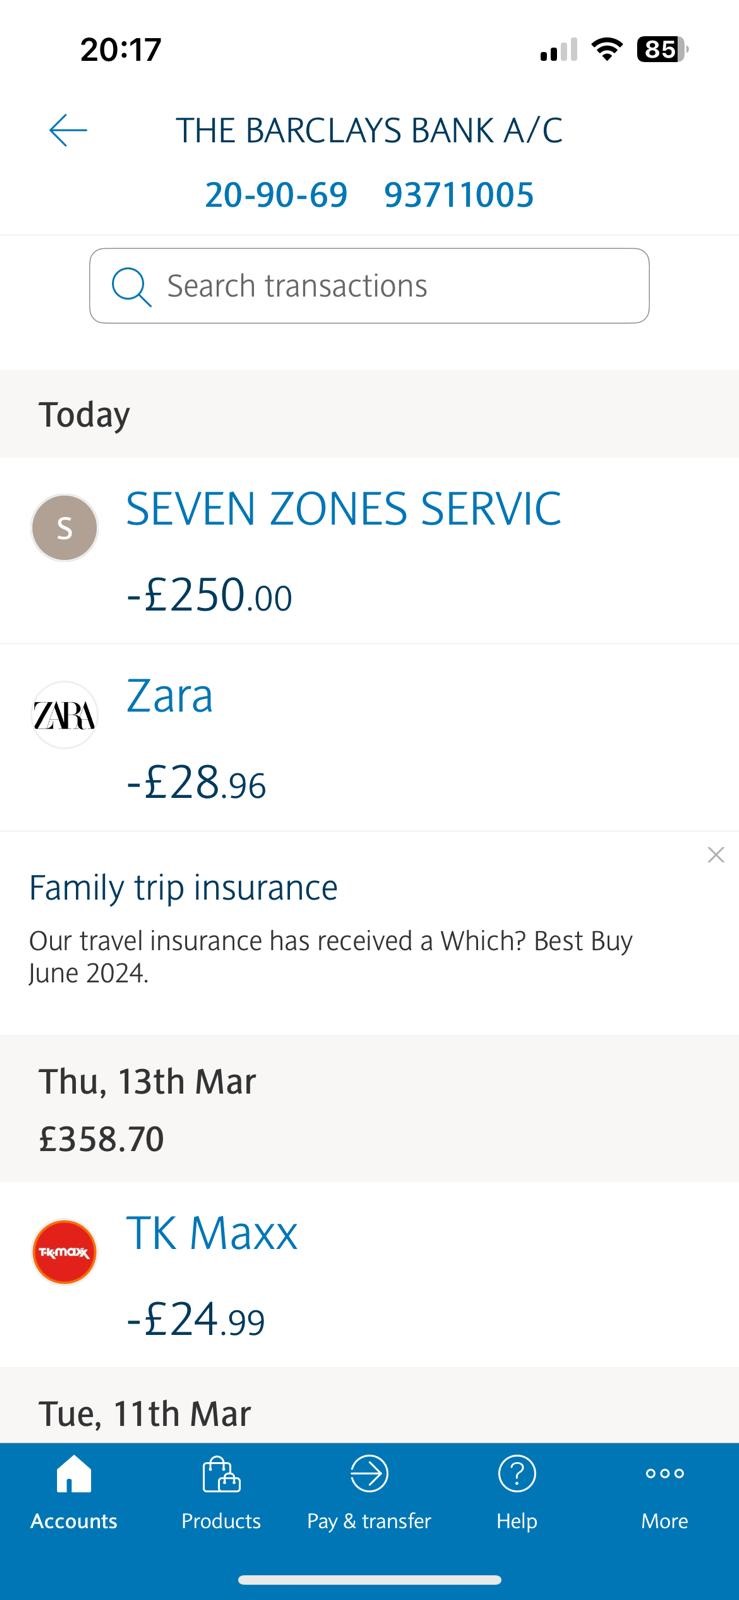 20:17
85
THE BARCLAYS BANK A/C
20-90-69 93711005
Search transactions
Today
S
SEVEN ZONES SERVIC
-£250.00
ZARA
Zara
-£28.96
Family trip insurance
Our travel insurance has received a Which? Best Buy
June 2024.
Thu, 13th Mar
£358.70
TK Maxx
T·K·maxx
-£24.99
Tue, 11th Mar
Accounts Products Pay & transfer Help More